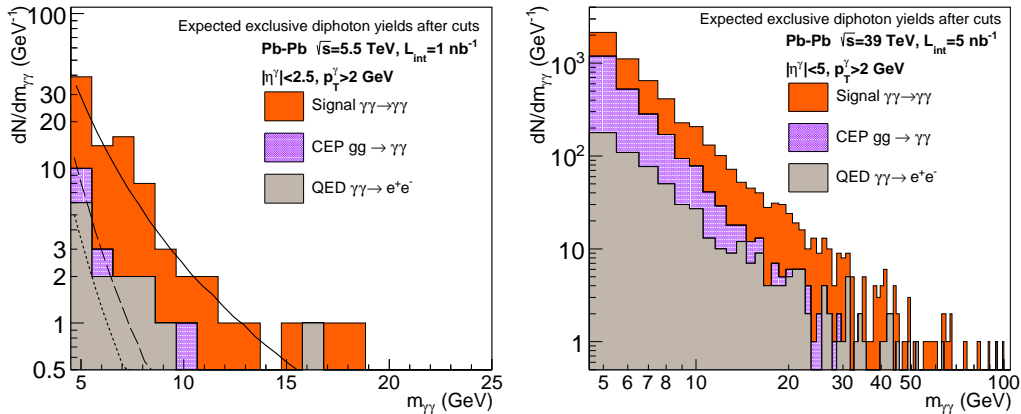 Expected exclusive diphoton yields after cuts
Pb-Pb √s=5.5 TeV, L_int=1 nb⁻¹
|η^γ|<2.5, p_T^γ>2 GeV
Signal γγ→γγ
CEP gg → γγ
QED γγ→ e⁺e⁻
dN/dm_γγ (GeV⁻¹)
100
30
20
10
3
2
1
0.5
5
10
15
20
25
m_γγ (GeV)
Expected exclusive diphoton yields after cuts
Pb-Pb √s=39 TeV, L_int=5 nb⁻¹
|η^γ|<5, p_T^γ>2 GeV
Signal γγ→γγ
CEP gg → γγ
QED γγ→ e⁺e⁻
dN/dm_γγ (GeV⁻¹)
10³
10²
10
1
5 6 7 8 10 20 30 40 50 100
m_γγ (GeV)